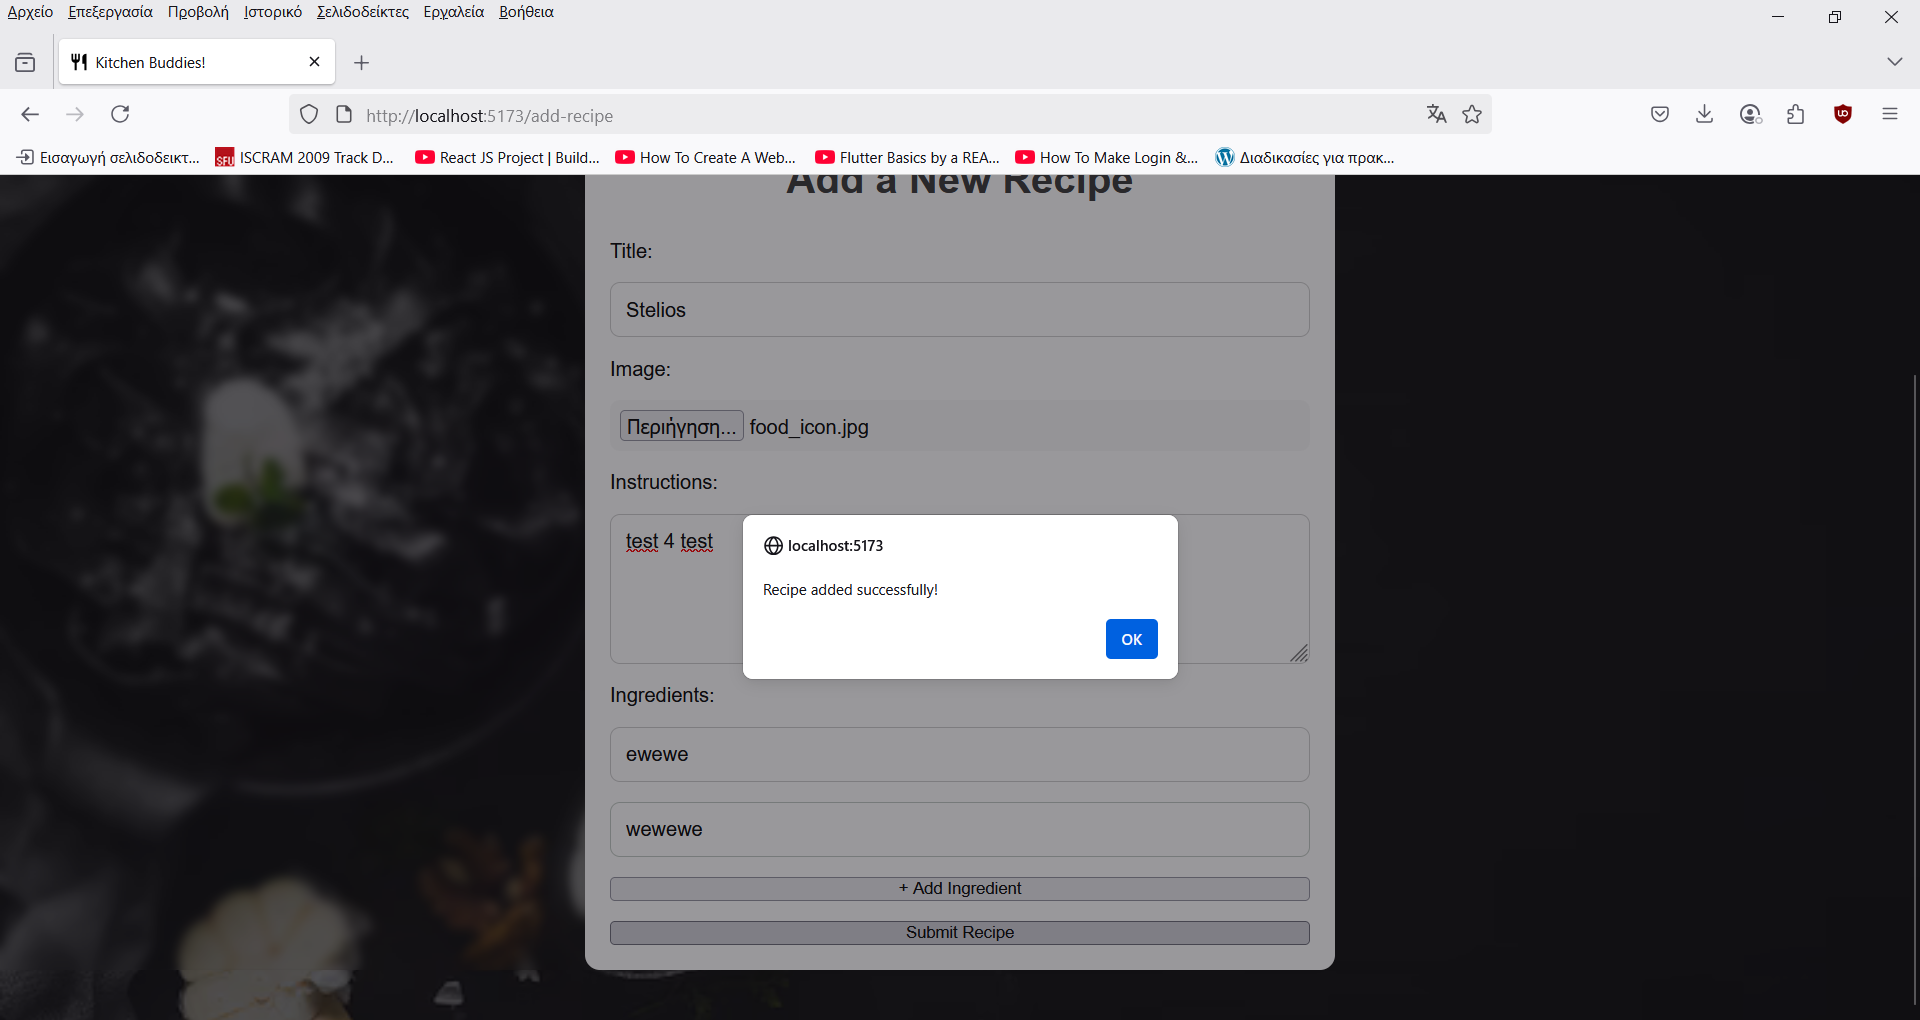 Αρχείο Επεξεργασία Προβολή Ιστορικό Σελιδοδείκτες Εργαλεία Βοήθεια
Kitchen Buddies!
http://localhost:5173/add-recipe
Εισαγωγή σελιδοδεικτ... SFU ISCRAM 2009 Track D... React JS Project | Build... How To Create A Web... Flutter Basics by a REA... How To Make Login &... Διαδικασίες για πρακ...
Add a New Recipe
Title:
Stelios
Image:
Περιήγηση... food_icon.jpg
Instructions:
test 4 test
localhost:5173
Recipe added successfully!
OK
Ingredients:
ewewe
wewewe
+ Add Ingredient
Submit Recipe